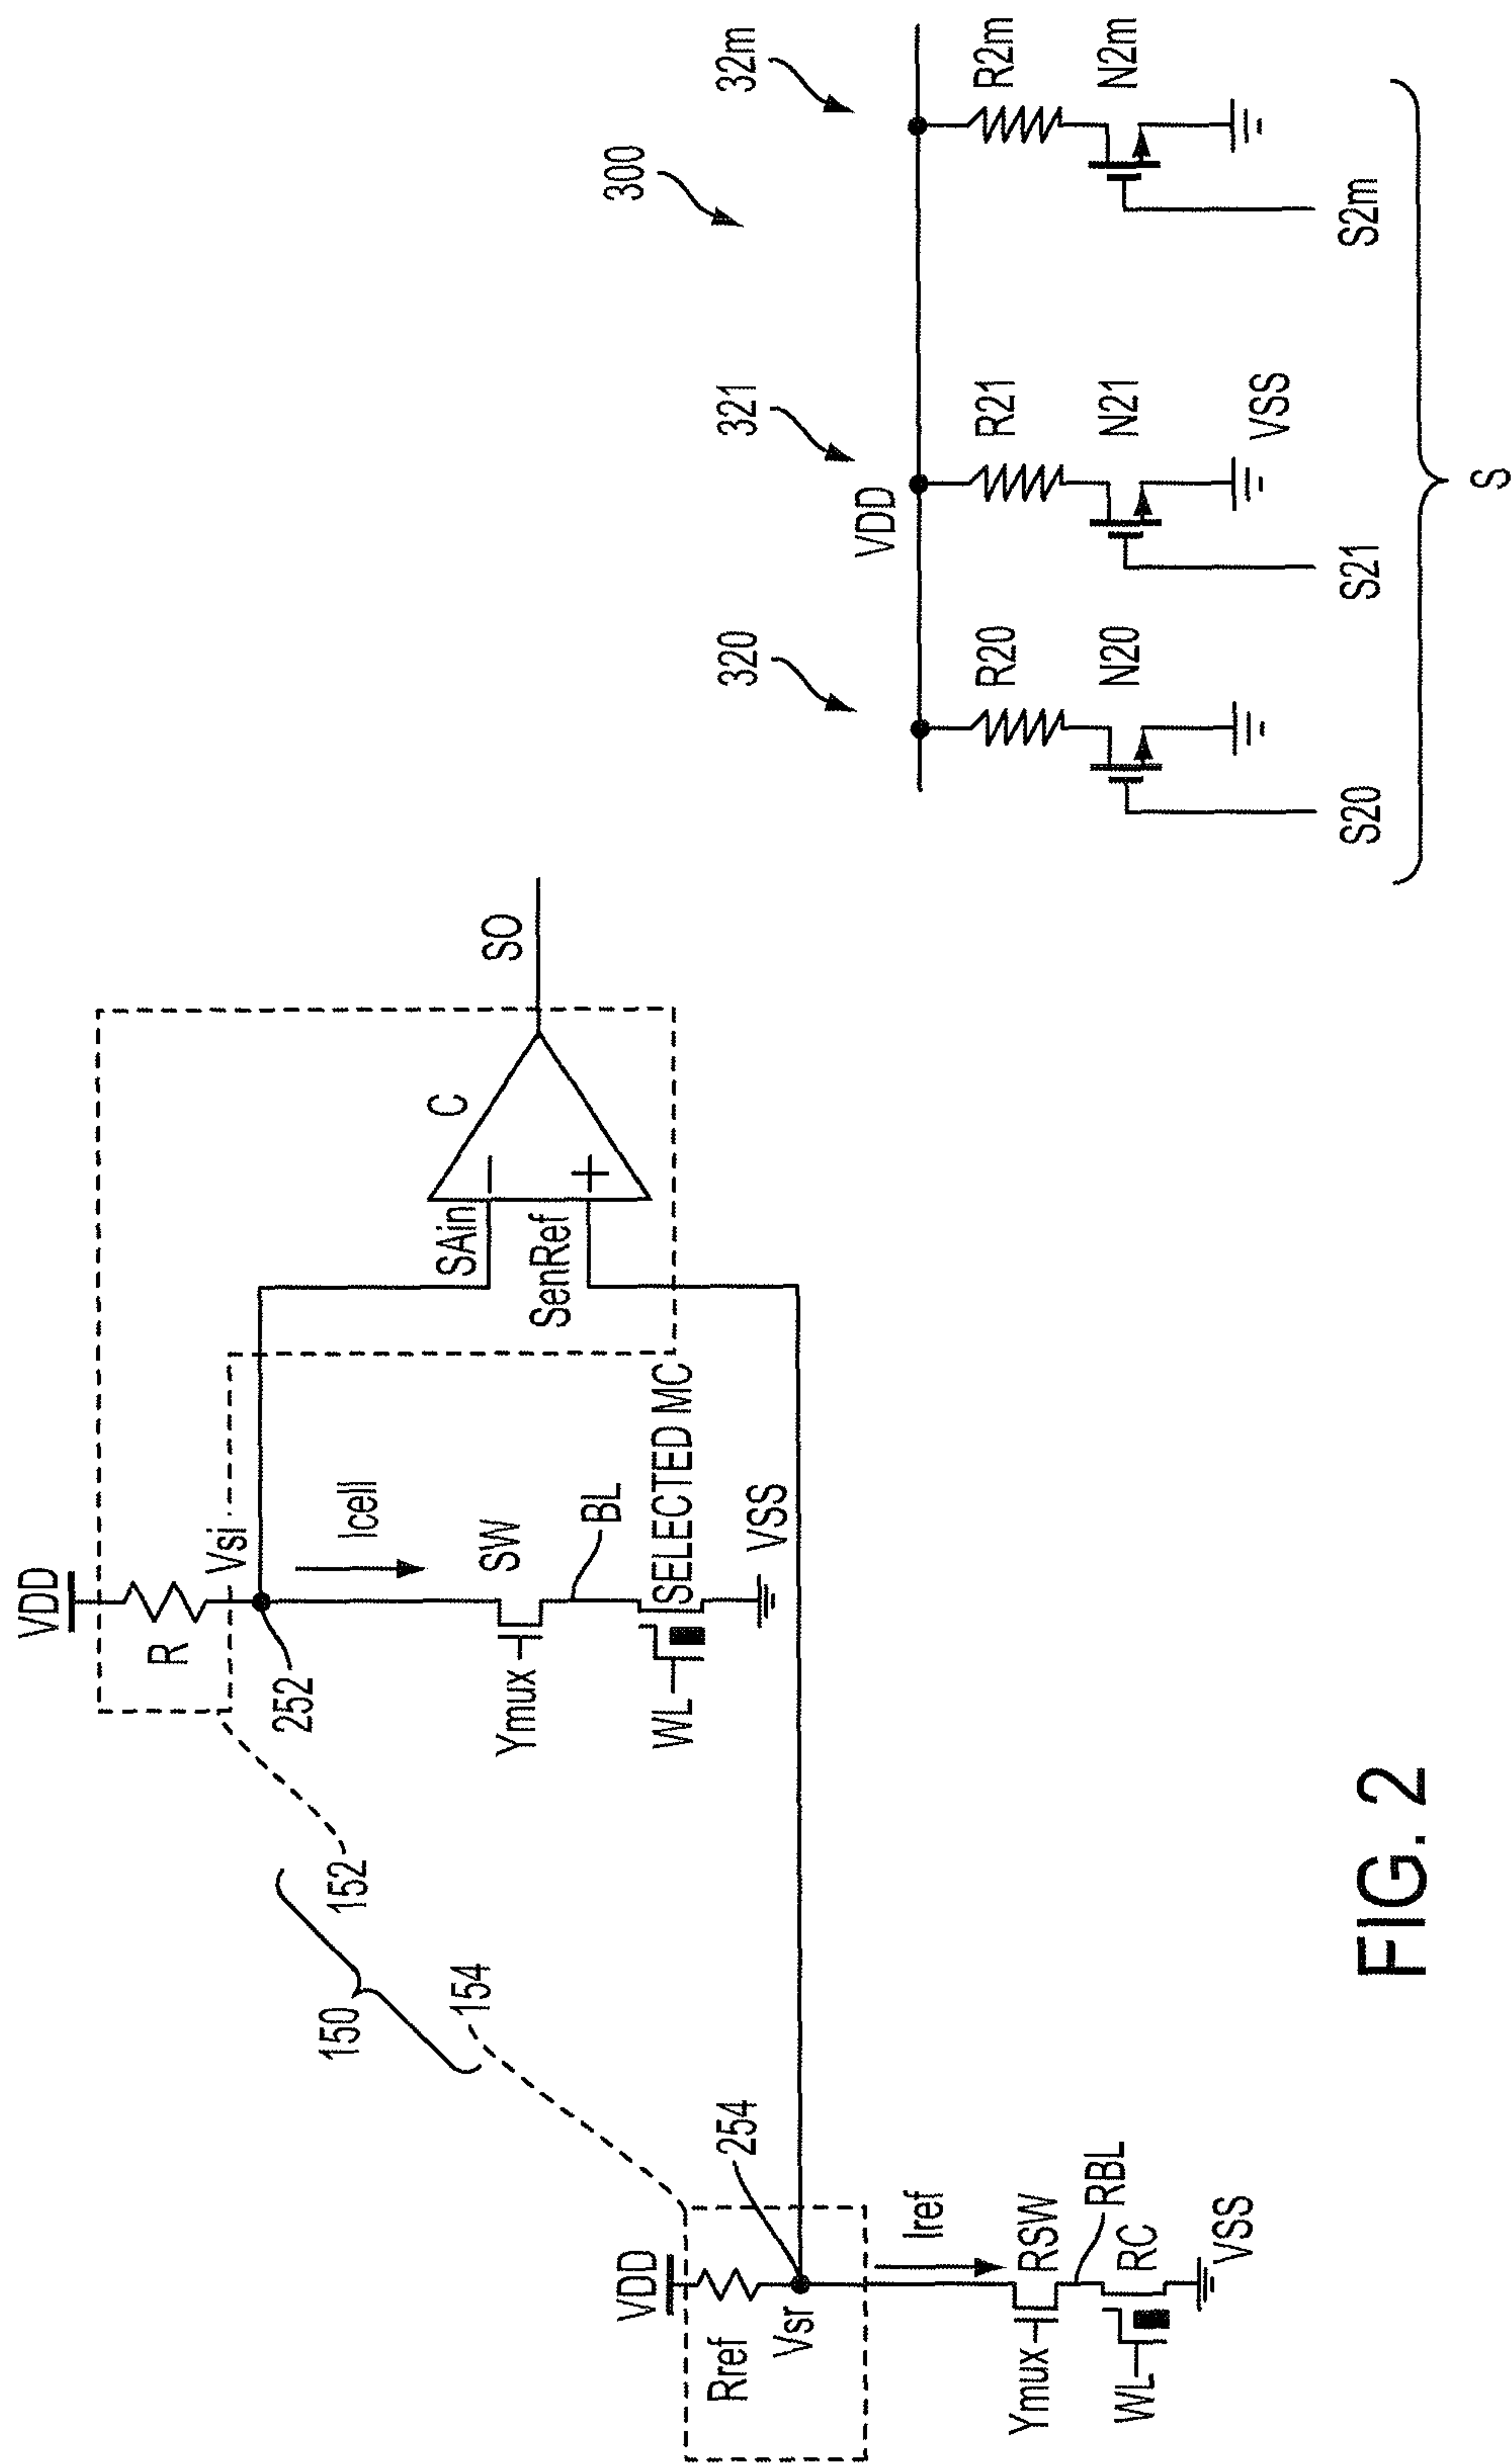 VDD
R
Vsi
252
Icell
Ymux
SW
BL
WL
SELECTED MC
VSS
SAin
SenRef
C
SO
150
152
154
VDD
Rref
254
Vsr
Iref
Ymux
RSW
RBL
WL
RC
VSS
300
320
321
32m
VDD
R20
R21
R2m
N20
N21
N2m
VSS
S20
S21
S2m
S
FIG. 2